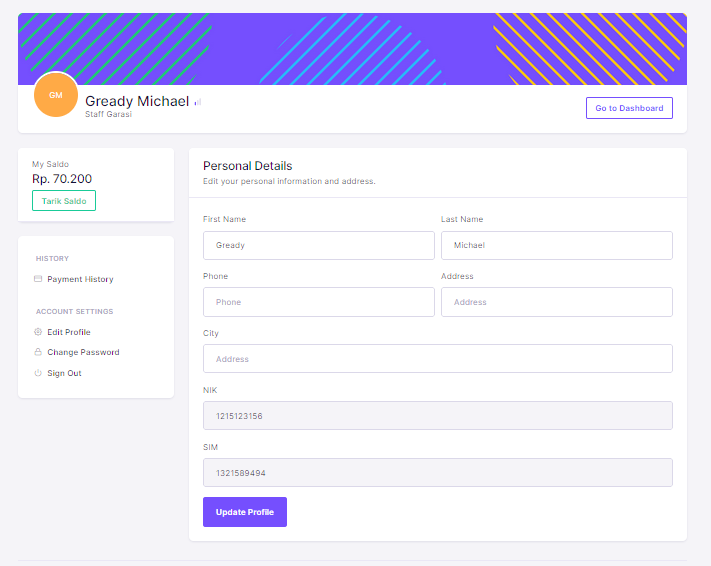 GM
Gready Michael
Staff Garasi
Go to Dashboard
My Saldo
Rp. 70.200
Tarik Saldo
HISTORY
Payment History
ACCOUNT SETTINGS
Edit Profile
Change Password
Sign Out
Personal Details
Edit your personal information and address.
First Name
Last Name
Gready
Michael
Phone
Address
Phone
Address
City
Address
NIK
1215123156
SIM
1321589494
Update Profile